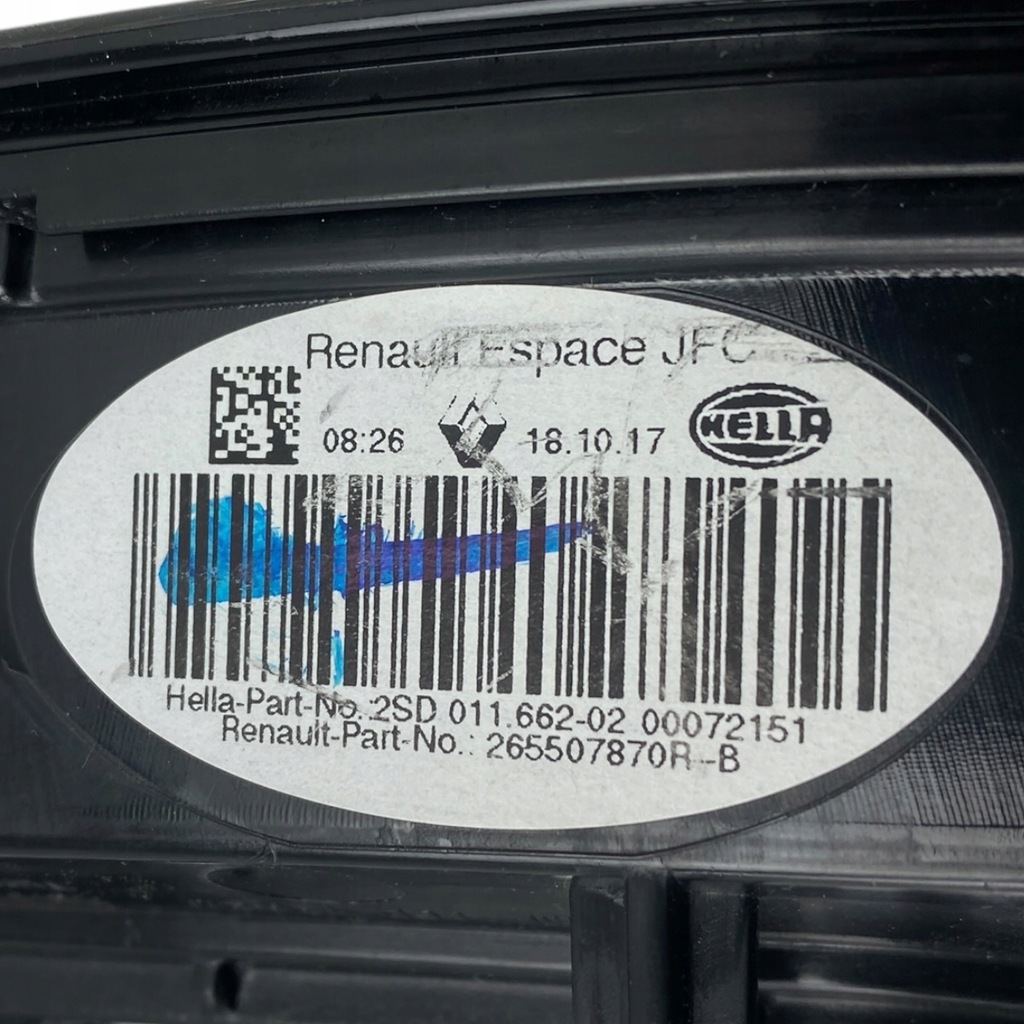 Renault Espace JFC
08:26 18.10.17 HELLA
Hella-Part-No.:2SD 011.662-02 00072151
Renault-Part-No.: 265507870R--B